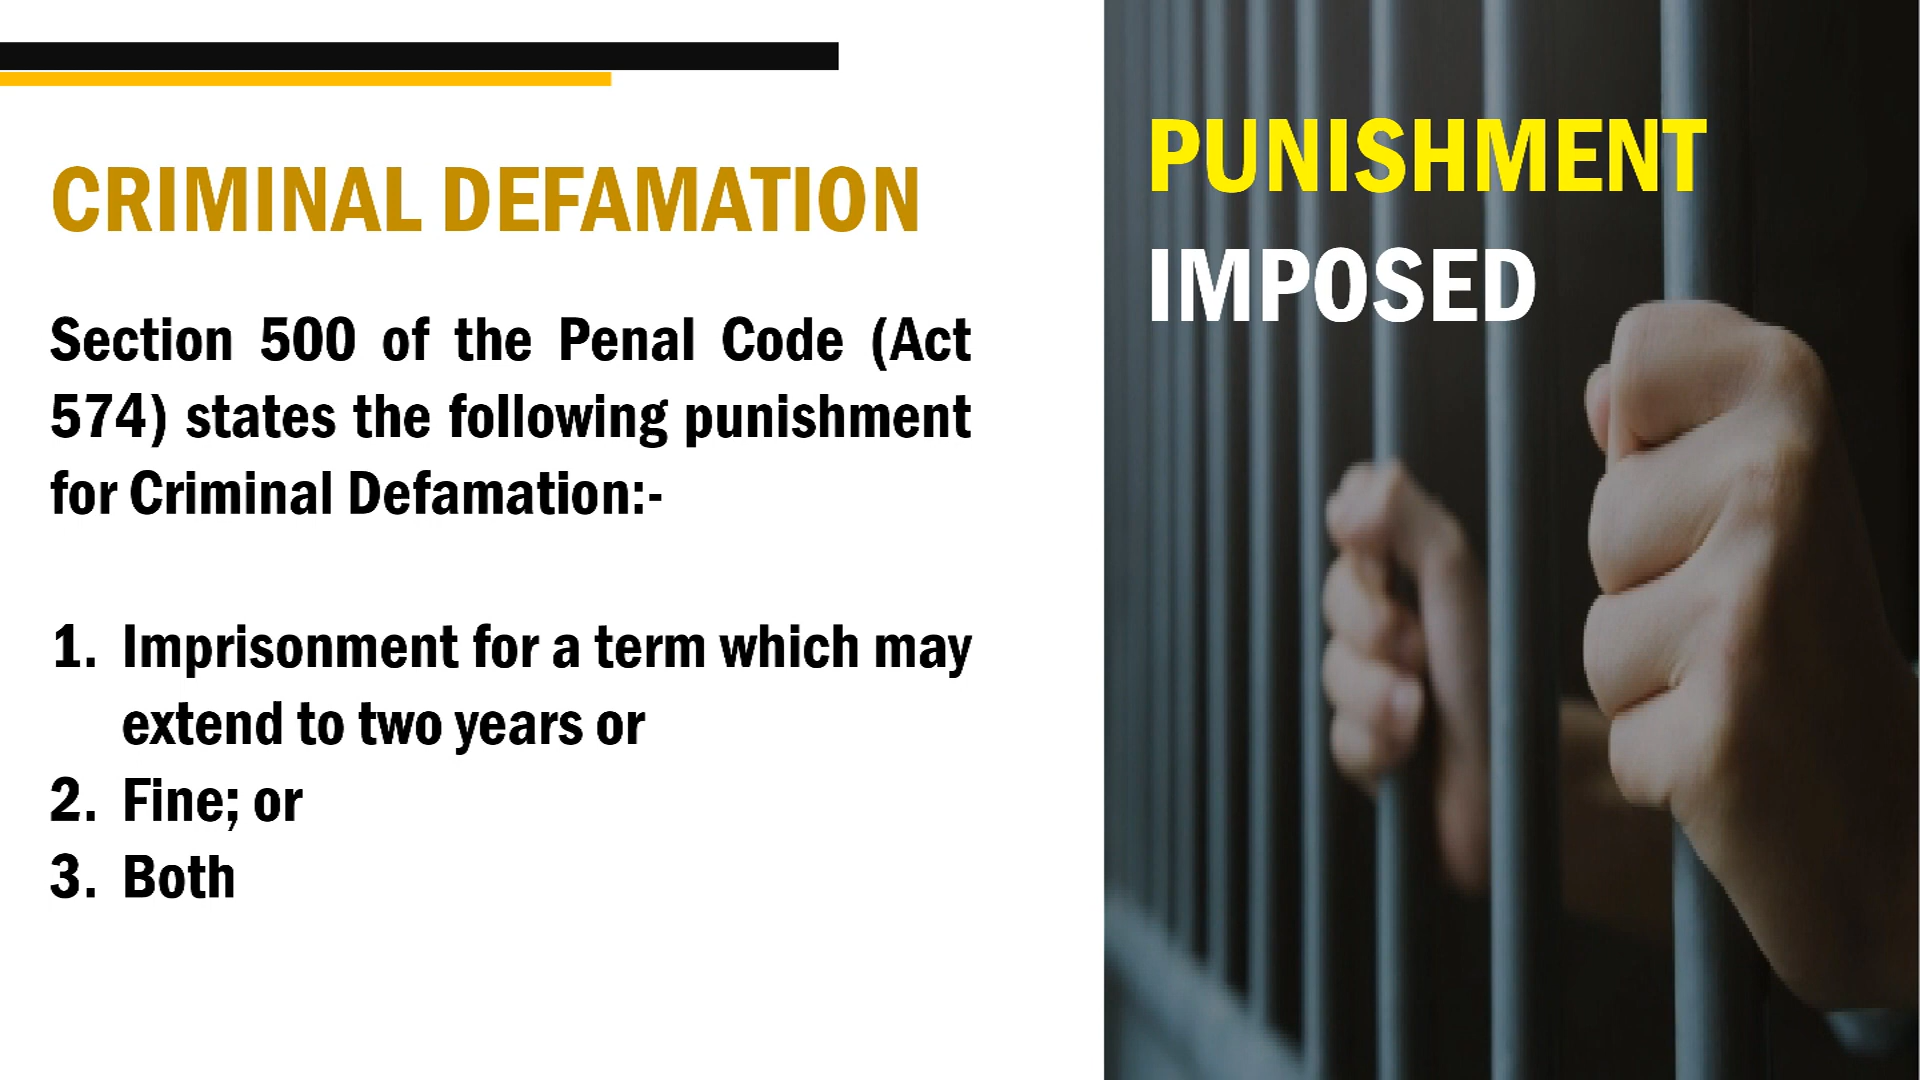 CRIMINAL DEFAMATION
Section 500 of the Penal Code (Act
574) states the following punishment
for Criminal Defamation:-
1. Imprisonment for a term which may
extend to two years or
2. Fine; or
3. Both
PUNISHMENT
IMPOSED